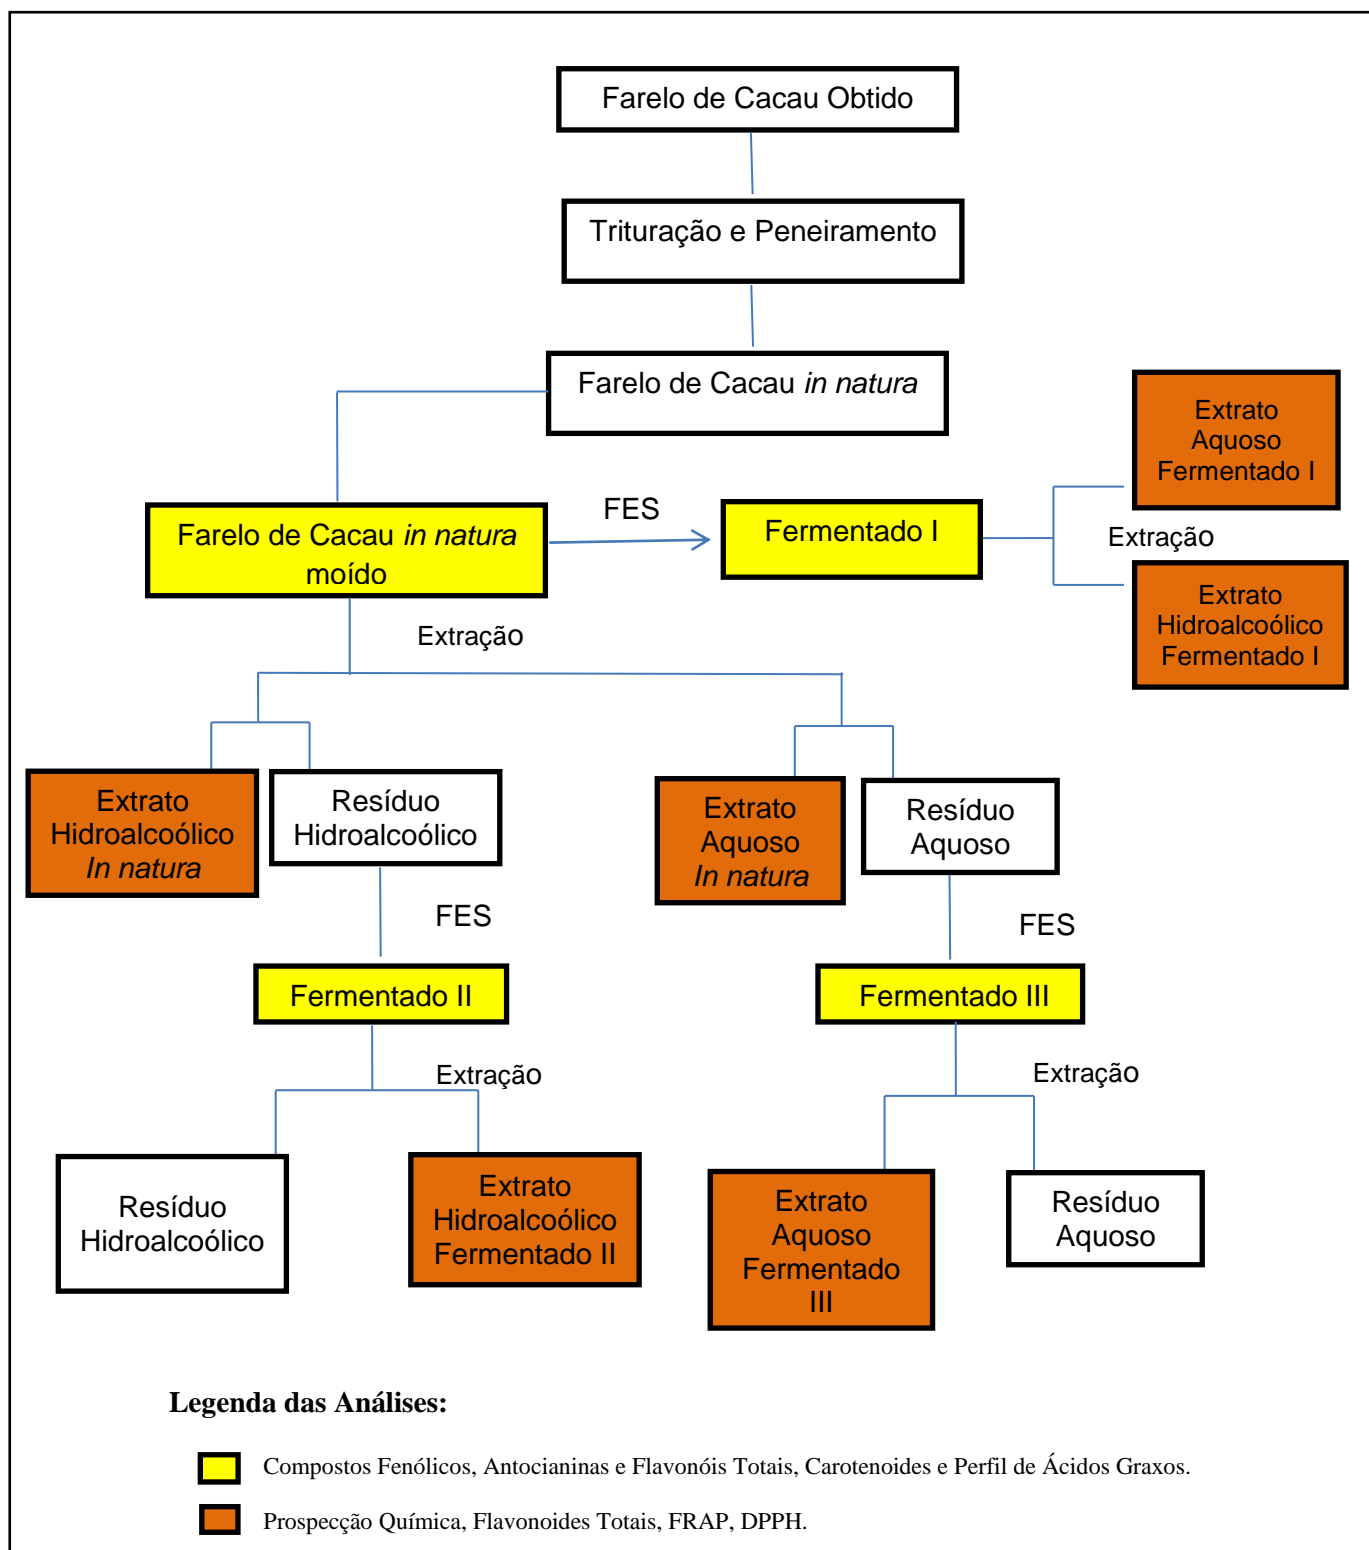 Farelo de Cacau Obtido
Trituração e Peneiramento
Farelo de Cacau in natura
Extrato
Aquoso
Fermentado I
FES
Farelo de Cacau in natura
moído
Fermentado I
Extração
Extrato
Hidroalcoólico
Fermentado I
Extração
Extrato
Hidroalcoólico
In natura
Resíduo
Hidroalcoólico
Extrato
Aquoso
In natura
Resíduo
Aquoso
FES
FES
Fermentado II
Fermentado III
Extração
Extração
Resíduo
Hidroalcoólico
Extrato
Hidroalcoólico
Fermentado II
Extrato
Aquoso
Fermentado
III
Resíduo
Aquoso
Legenda das Análises:
Compostos Fenólicos, Antocianinas e Flavonóis Totais, Carotenoides e Perfil de Ácidos Graxos.
Prospecção Química, Flavonoides Totais, FRAP, DPPH.